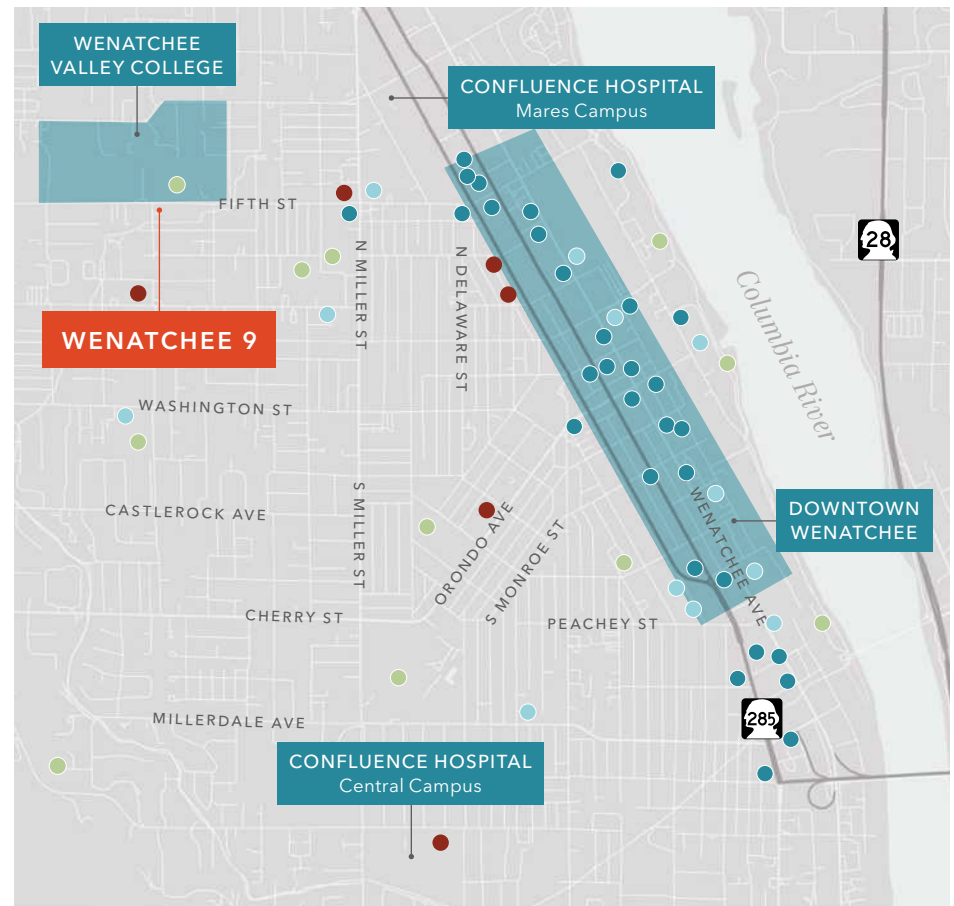 WENATCHEE
VALLEY COLLEGE
CONFLUENCE HOSPITAL
Mares Campus
FIFTH ST
28
N MILLER ST
N DELAWARE ST
Columbia River
WENATCHEE 9
WASHINGTON ST
CASTLEROCK AVE
S MILLER ST
ORONDO AVE
S MONROE ST
WENATCHEE AVE
DOWNTOWN
WENATCHEE
CHERRY ST
PEACHEY ST
MILLERDALE AVE
285
CONFLUENCE HOSPITAL
Central Campus